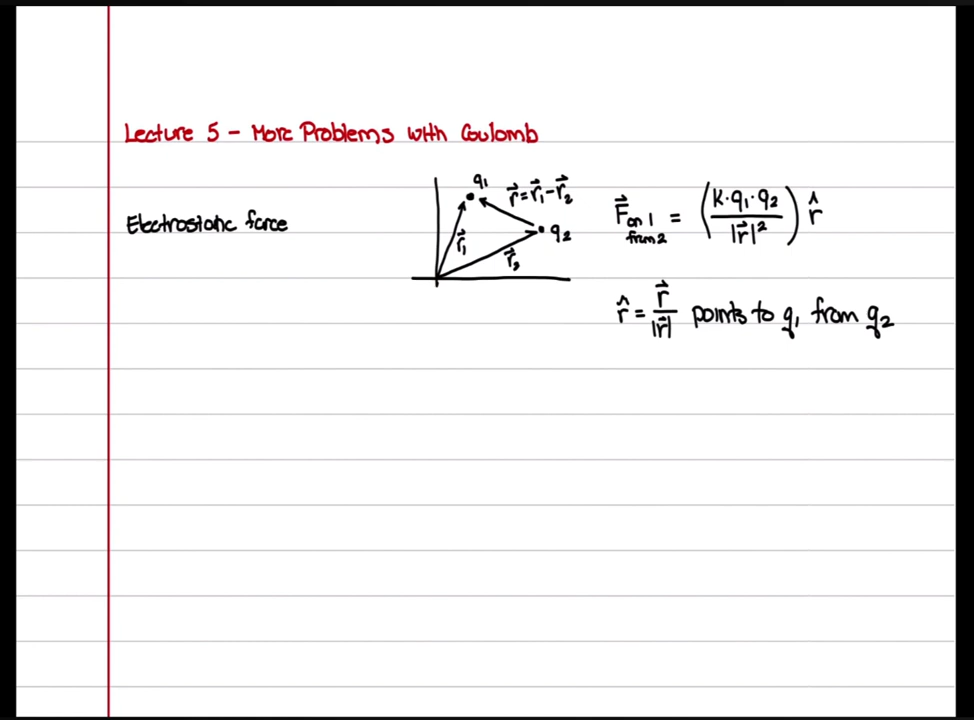 Lecture 5 - More Problems with Coulomb
Electrostatic force
q₁
r⃗ = r⃗₁ - r⃗₂
q₂
r⃗₁
r⃗₂
F⃗ on 1 from 2 = (K·q₁·q₂ / |r⃗|²) r̂
r̂ = r⃗ / |r⃗| points to q₁ from q₂